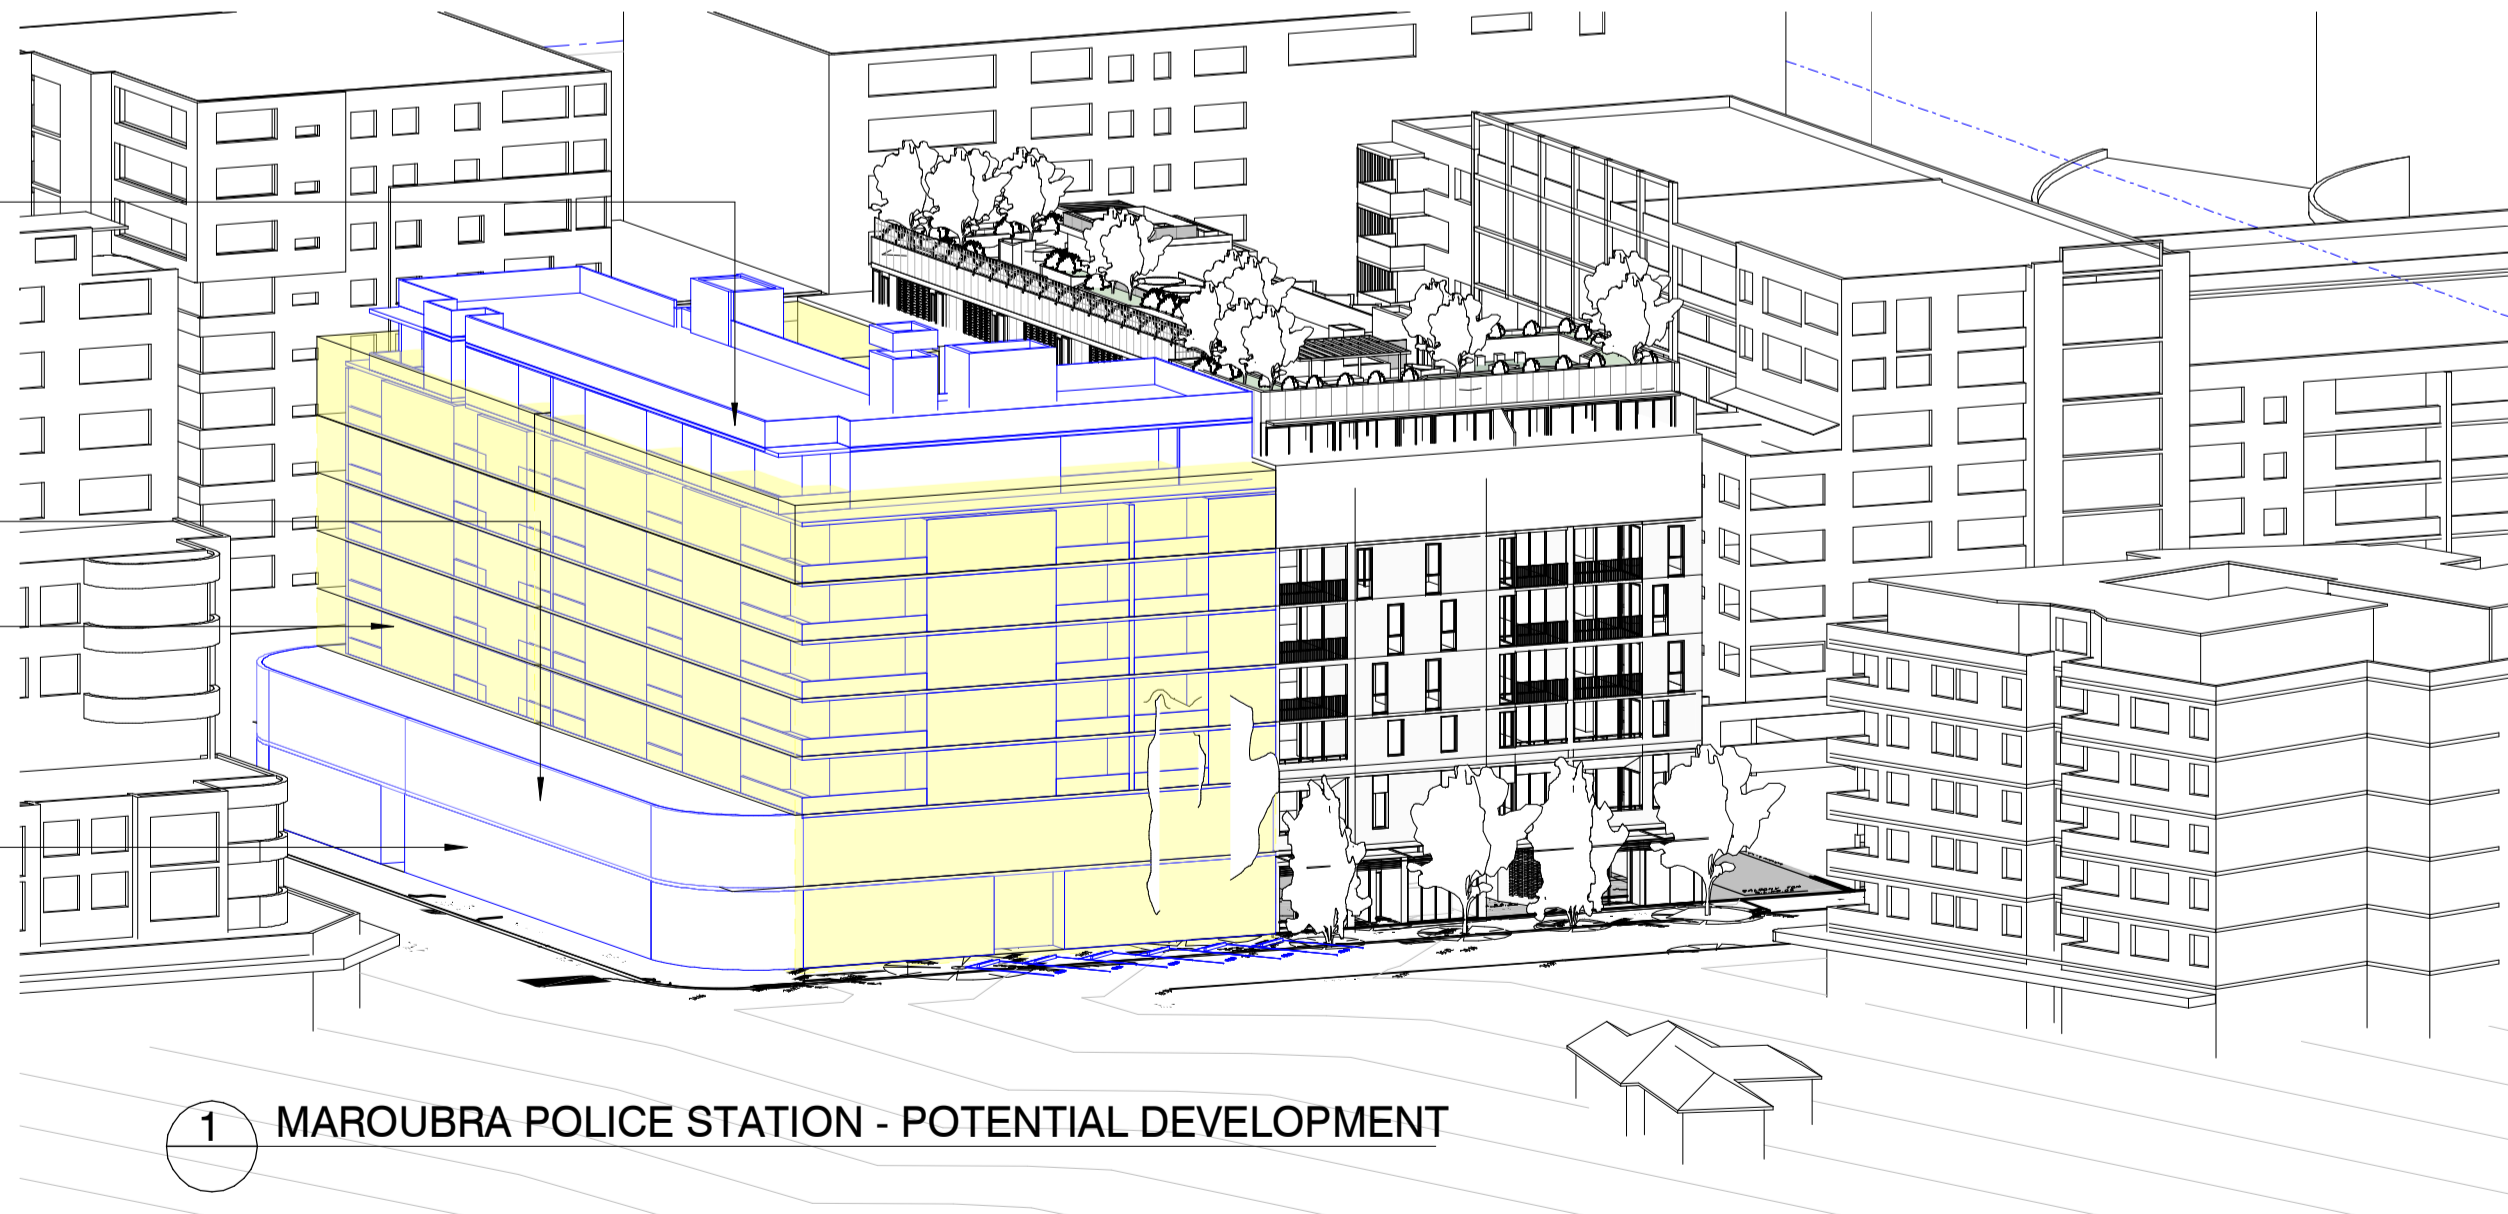 1
MAROUBRA POLICE STATION - POTENTIAL DEVELOPMENT